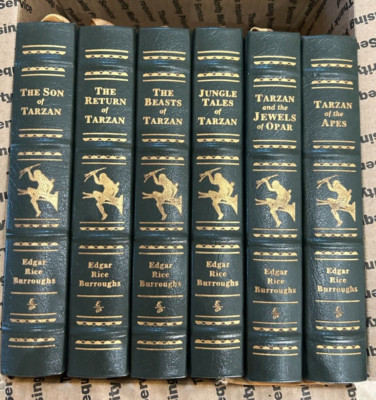 THE SON
of
TARZAN
Edgar
Rice
Burroughs
THE
RETURN
of
TARZAN
Edgar
Rice
Burroughs
THE
BEASTS
of
TARZAN
Edgar
Rice
Burroughs
JUNGLE
TALES
of
TARZAN
Edgar
Rice
Burroughs
TARZAN
and the
JEWELS
of OPAR
Edgar
Rice
Burroughs
TARZAN
of the
APES
Edgar
Rice
Burroughs